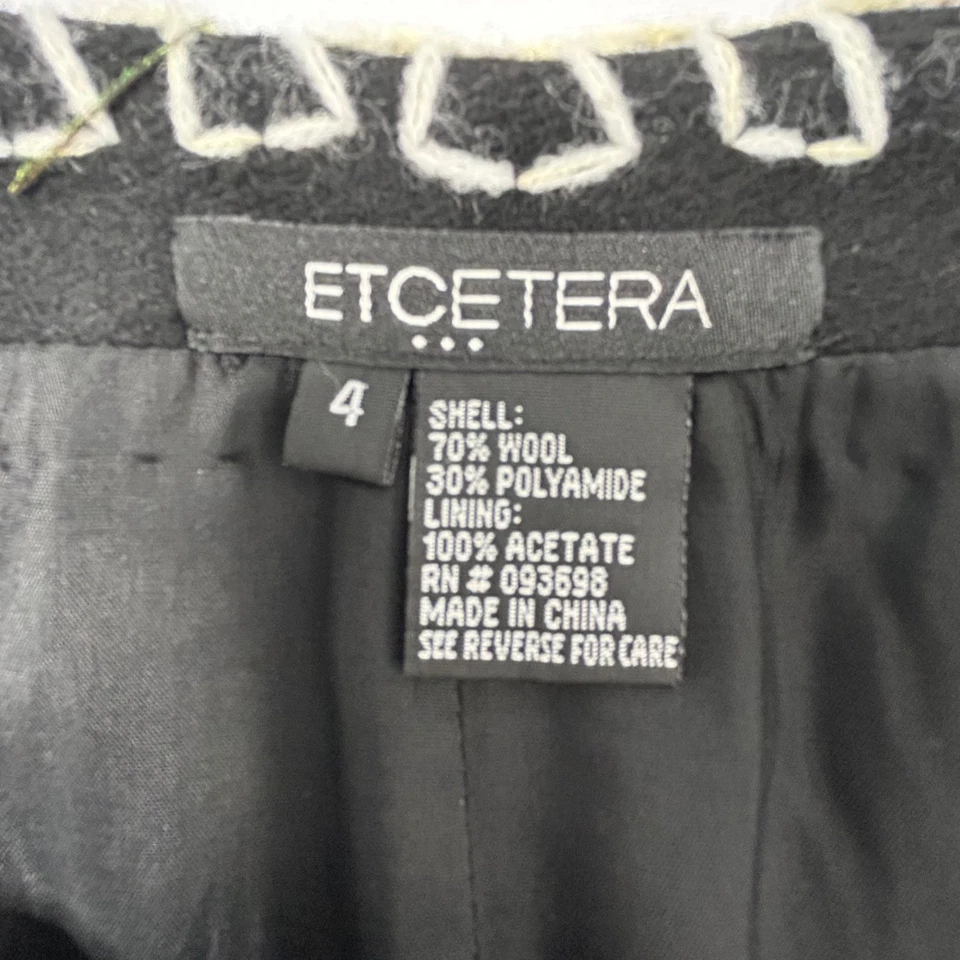 ETCETERA
...
4
SHELL:
70% WOOL
30% POLYAMIDE
LINING:
100% ACETATE
RN # 093698
MADE IN CHINA
SEE REVERSE FOR CARE